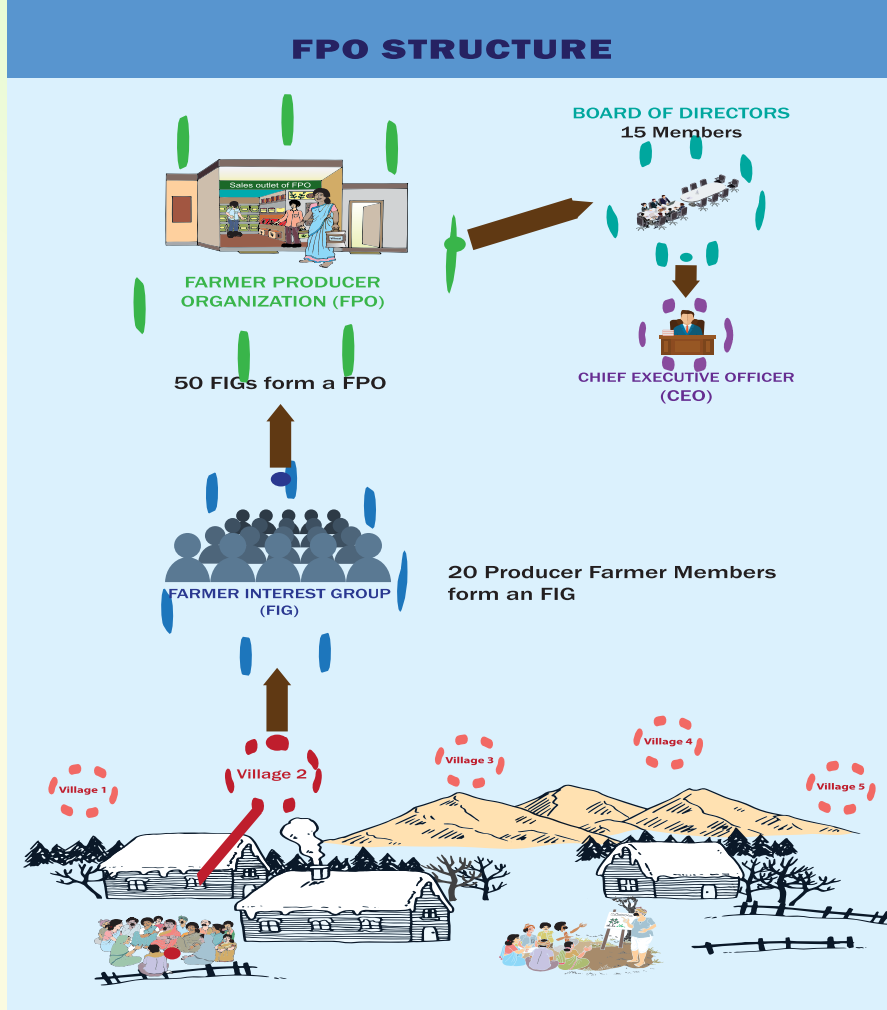 FPO STRUCTURE
BOARD OF DIRECTORS
15 Members
Sales outlet of FPO
FARMER PRODUCER
ORGANIZATION (FPO)
CHIEF EXECUTIVE OFFICER
(CEO)
50 FIGs form a FPO
FARMER INTEREST GROUP
(FIG)
20 Producer Farmer Members
form an FIG
Village 1
Village 2
Village 3
Village 4
Village 5